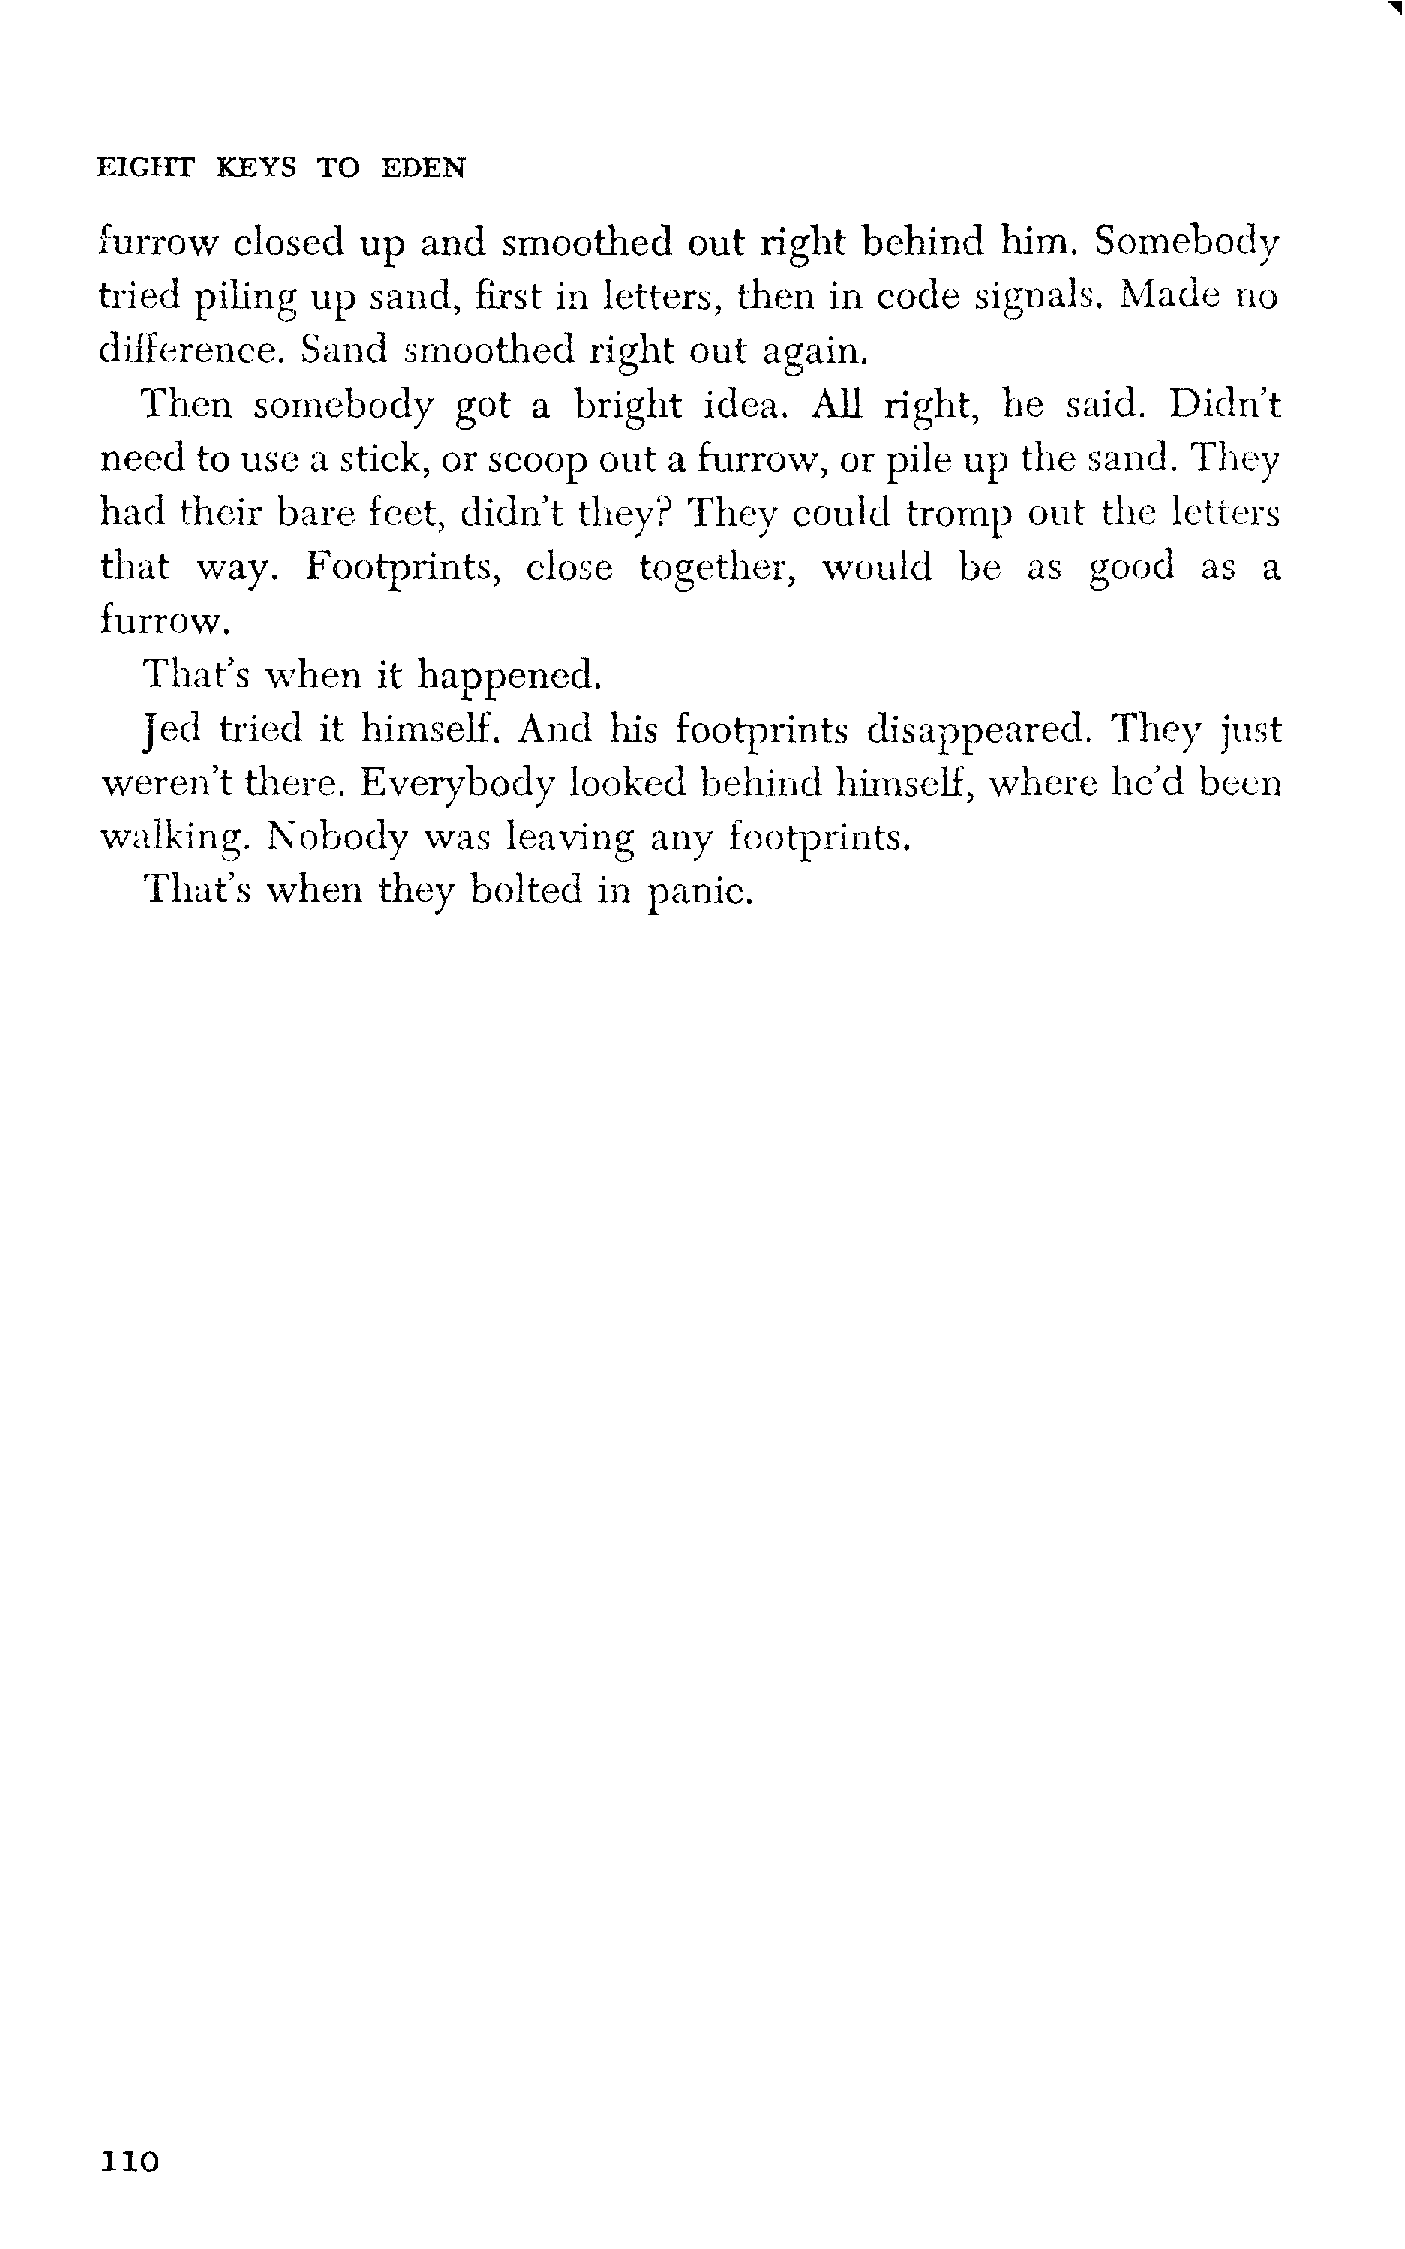 EIGHT KEYS TO EDEN
furrow closed up and smoothed out right behind him. Somebody
tried piling up sand, first in letters, then in code signals. Made no
difference. Sand smoothed right out again.
Then somebody got a bright idea. All right, he said. Didn't
need to use a stick, or scoop out a furrow, or pile up the sand. They
had their bare feet, didn't they? They could tromp out the letters
that way. Footprints, close together, would be as good as a
furrow.
That's when it happened.
Jed tried it himself. And his footprints disappeared. They just
weren't there. Everybody looked behind himself, where he'd been
walking. Nobody was leaving any footprints.
That's when they bolted in panic.
110